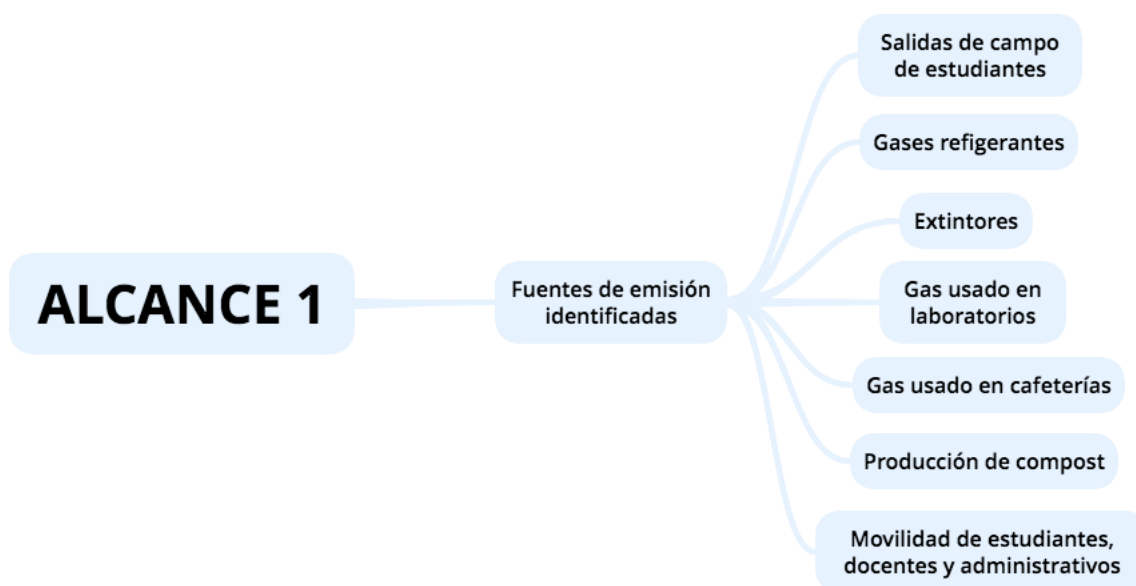 ALCANCE 1
Fuentes de emisión
identificadas
Salidas de campo
de estudiantes
Gases refigerantes
Extintores
Gas usado en
laboratorios
Gas usado en cafeterías
Producción de compost
Movilidad de estudiantes,
docentes y administrativos